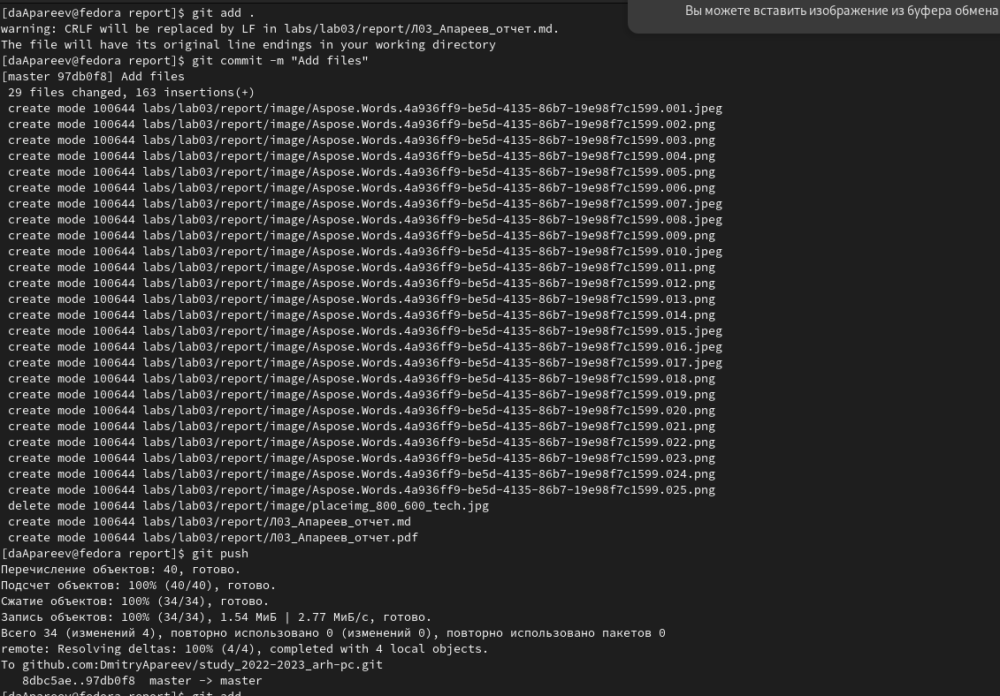 Вы можете вставить изображение из буфера обмена
[daApareev@fedora report]$ git add .
warning: CRLF will be replaced by LF in labs/lab03/report/Л03_Апареев_отчет.md.
The file will have its original line endings in your working directory
[daApareev@fedora report]$ git commit -m "Add files"
[master 97db0f8] Add files
 29 files changed, 163 insertions(+)
 create mode 100644 labs/lab03/report/image/Aspose.Words.4a936ff9-be5d-4135-86b7-19e98f7c1599.001.jpeg
 create mode 100644 labs/lab03/report/image/Aspose.Words.4a936ff9-be5d-4135-86b7-19e98f7c1599.002.png
 create mode 100644 labs/lab03/report/image/Aspose.Words.4a936ff9-be5d-4135-86b7-19e98f7c1599.003.png
 create mode 100644 labs/lab03/report/image/Aspose.Words.4a936ff9-be5d-4135-86b7-19e98f7c1599.004.png
 create mode 100644 labs/lab03/report/image/Aspose.Words.4a936ff9-be5d-4135-86b7-19e98f7c1599.005.png
 create mode 100644 labs/lab03/report/image/Aspose.Words.4a936ff9-be5d-4135-86b7-19e98f7c1599.006.png
 create mode 100644 labs/lab03/report/image/Aspose.Words.4a936ff9-be5d-4135-86b7-19e98f7c1599.007.jpeg
 create mode 100644 labs/lab03/report/image/Aspose.Words.4a936ff9-be5d-4135-86b7-19e98f7c1599.008.jpeg
 create mode 100644 labs/lab03/report/image/Aspose.Words.4a936ff9-be5d-4135-86b7-19e98f7c1599.009.png
 create mode 100644 labs/lab03/report/image/Aspose.Words.4a936ff9-be5d-4135-86b7-19e98f7c1599.010.jpeg
 create mode 100644 labs/lab03/report/image/Aspose.Words.4a936ff9-be5d-4135-86b7-19e98f7c1599.011.png
 create mode 100644 labs/lab03/report/image/Aspose.Words.4a936ff9-be5d-4135-86b7-19e98f7c1599.012.png
 create mode 100644 labs/lab03/report/image/Aspose.Words.4a936ff9-be5d-4135-86b7-19e98f7c1599.013.png
 create mode 100644 labs/lab03/report/image/Aspose.Words.4a936ff9-be5d-4135-86b7-19e98f7c1599.014.png
 create mode 100644 labs/lab03/report/image/Aspose.Words.4a936ff9-be5d-4135-86b7-19e98f7c1599.015.jpeg
 create mode 100644 labs/lab03/report/image/Aspose.Words.4a936ff9-be5d-4135-86b7-19e98f7c1599.016.jpeg
 create mode 100644 labs/lab03/report/image/Aspose.Words.4a936ff9-be5d-4135-86b7-19e98f7c1599.017.jpeg
 create mode 100644 labs/lab03/report/image/Aspose.Words.4a936ff9-be5d-4135-86b7-19e98f7c1599.018.png
 create mode 100644 labs/lab03/report/image/Aspose.Words.4a936ff9-be5d-4135-86b7-19e98f7c1599.019.png
 create mode 100644 labs/lab03/report/image/Aspose.Words.4a936ff9-be5d-4135-86b7-19e98f7c1599.020.png
 create mode 100644 labs/lab03/report/image/Aspose.Words.4a936ff9-be5d-4135-86b7-19e98f7c1599.021.png
 create mode 100644 labs/lab03/report/image/Aspose.Words.4a936ff9-be5d-4135-86b7-19e98f7c1599.022.png
 create mode 100644 labs/lab03/report/image/Aspose.Words.4a936ff9-be5d-4135-86b7-19e98f7c1599.023.png
 create mode 100644 labs/lab03/report/image/Aspose.Words.4a936ff9-be5d-4135-86b7-19e98f7c1599.024.png
 create mode 100644 labs/lab03/report/image/Aspose.Words.4a936ff9-be5d-4135-86b7-19e98f7c1599.025.png
 delete mode 100644 labs/lab03/report/image/placeimg_800_600_tech.jpg
 create mode 100644 labs/lab03/report/Л03_Апареев_отчет.md
 create mode 100644 labs/lab03/report/Л03_Апареев_отчет.pdf
[daApareev@fedora report]$ git push
Перечисление объектов: 40, готово.
Подсчет объектов: 100% (40/40), готово.
Сжатие объектов: 100% (34/34), готово.
Запись объектов: 100% (34/34), 1.54 МиБ | 2.77 МиБ/с, готово.
Всего 34 (изменений 4), повторно использовано 0 (изменений 0), повторно использовано пакетов 0
remote: Resolving deltas: 100% (4/4), completed with 4 local objects.
To github.com:DmitryApareev/study_2022-2023_arh-pc.git
   8dbc5ae..97db0f8  master -> master
[daApareev@fedora report]$ git add